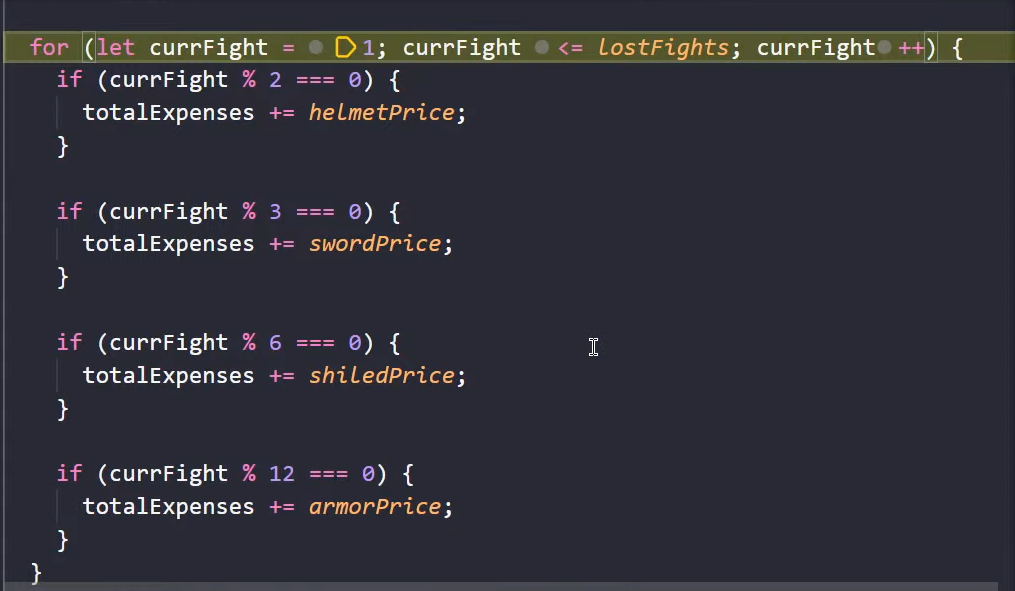 for (let currFight = 1; currFight <= lostFights; currFight ++) {
if (currFight % 2 === 0) {
totalExpenses += helmetPrice;
}
if (currFight % 3 === 0) {
totalExpenses += swordPrice;
}
if (currFight % 6 === 0) {
totalExpenses += shiledPrice;
}
if (currFight % 12 === 0) {
totalExpenses += armorPrice;
}
}